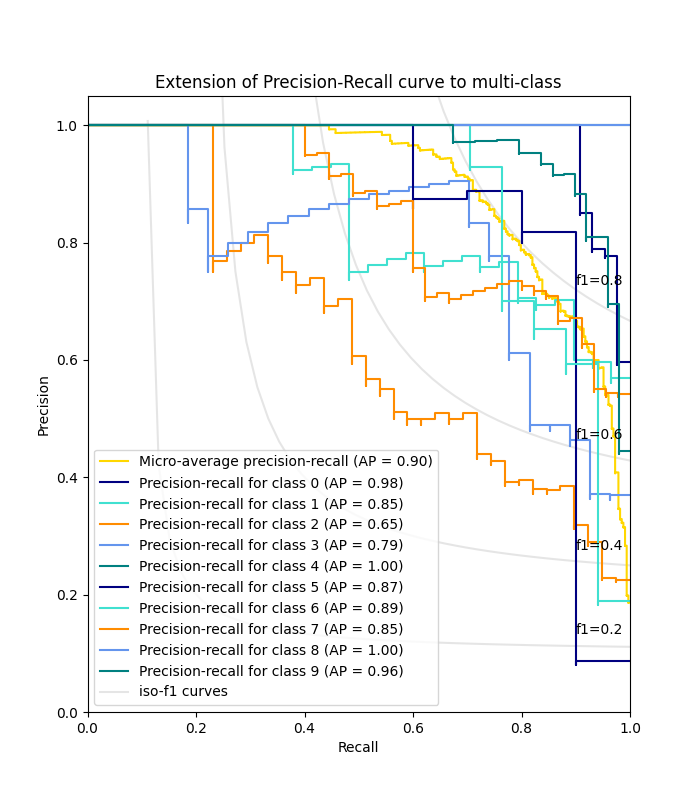 Extension of Precision-Recall curve to multi-class
1.0
0.8
0.6
0.4
0.2
0.0
Precision
f1=0.8
f1=0.6
f1=0.4
f1=0.2
Micro-average precision-recall (AP = 0.90)
Precision-recall for class 0 (AP = 0.98)
Precision-recall for class 1 (AP = 0.85)
Precision-recall for class 2 (AP = 0.65)
Precision-recall for class 3 (AP = 0.79)
Precision-recall for class 4 (AP = 1.00)
Precision-recall for class 5 (AP = 0.87)
Precision-recall for class 6 (AP = 0.89)
Precision-recall for class 7 (AP = 0.85)
Precision-recall for class 8 (AP = 1.00)
Precision-recall for class 9 (AP = 0.96)
iso-f1 curves
0.0 0.2 0.4 0.6 0.8 1.0
Recall